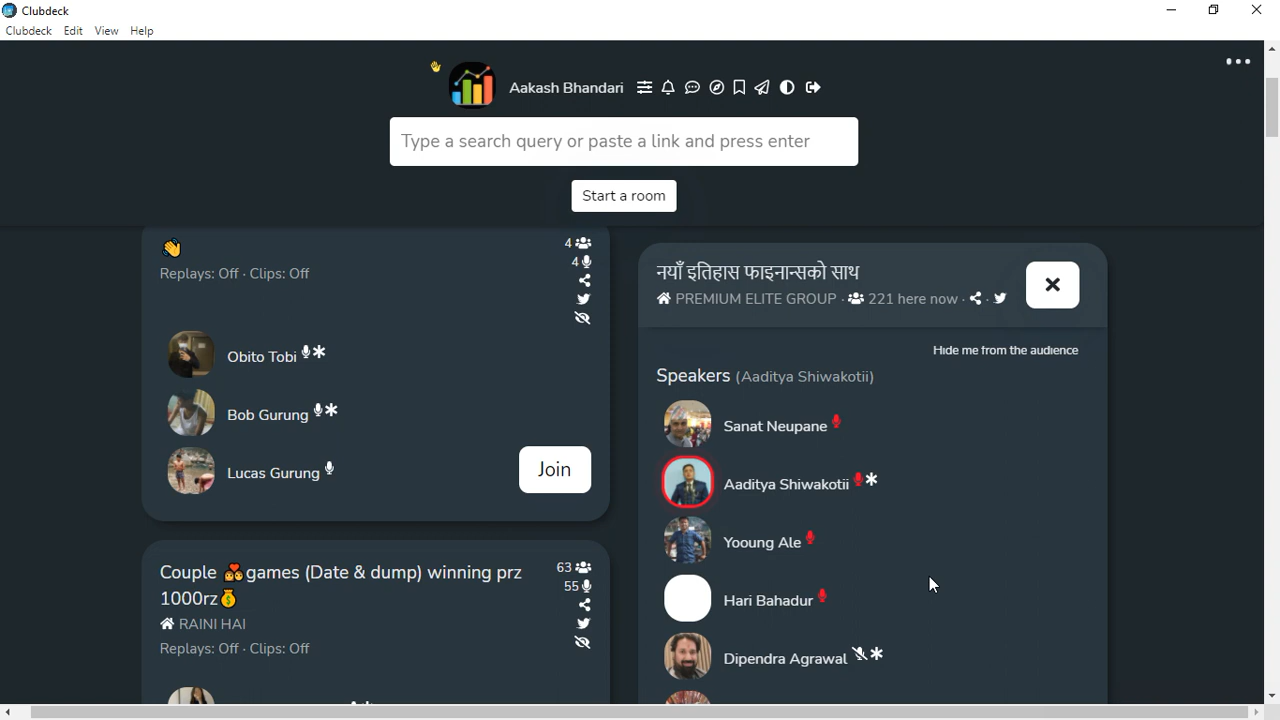 Clubdeck
Clubdeck Edit View Help
Aakash Bhandari
Type a search query or paste a link and press enter
Start a room
4
4
Replays: Off · Clips: Off
Obito Tobi
Bob Gurung
Lucas Gurung
Join
Couple games (Date & dump) winning prz
1000rz
63
55
RAINI HAI
Replays: Off · Clips: Off
नयाँ इतिहास फाइनान्सको साथ
PREMIUM ELITE GROUP · 221 here now · ·
Hide me from the audience
Speakers (Aaditya Shiwakotii)
Sanat Neupane
Aaditya Shiwakotii
Yooung Ale
Hari Bahadur
Dipendra Agrawal